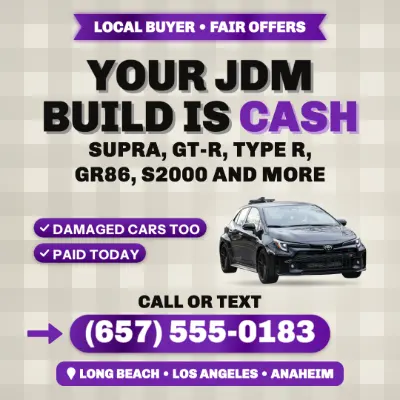 LOCAL BUYER • FAIR OFFERS
YOUR JDM
BUILD IS CASH
SUPRA, GT-R, TYPE R,
GR86, S2000 AND MORE
DAMAGED CARS TOO
PAID TODAY
CALL OR TEXT
(657) 555-0183
LONG BEACH • LOS ANGELES • ANAHEIM